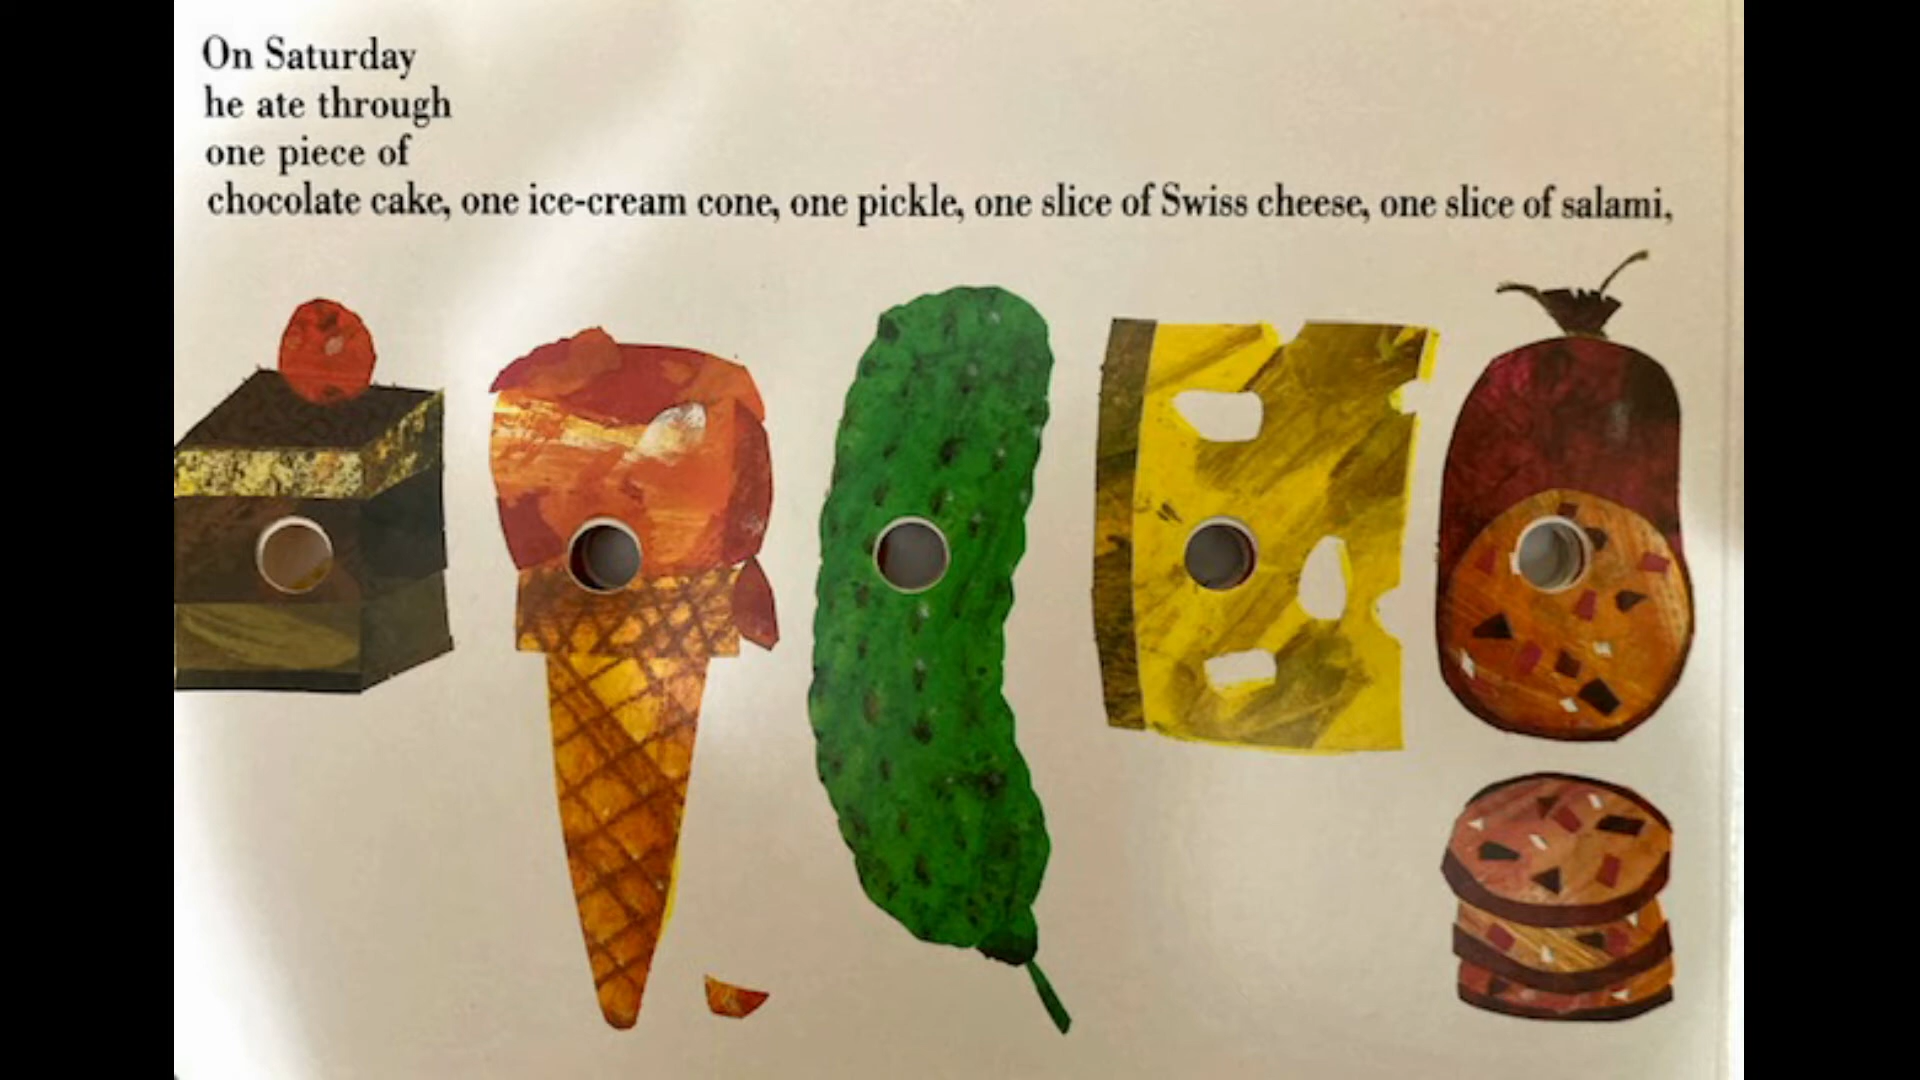 On Saturday
he ate through
one piece of
chocolate cake, one ice-cream cone, one pickle, one slice of Swiss cheese, one slice of salami,